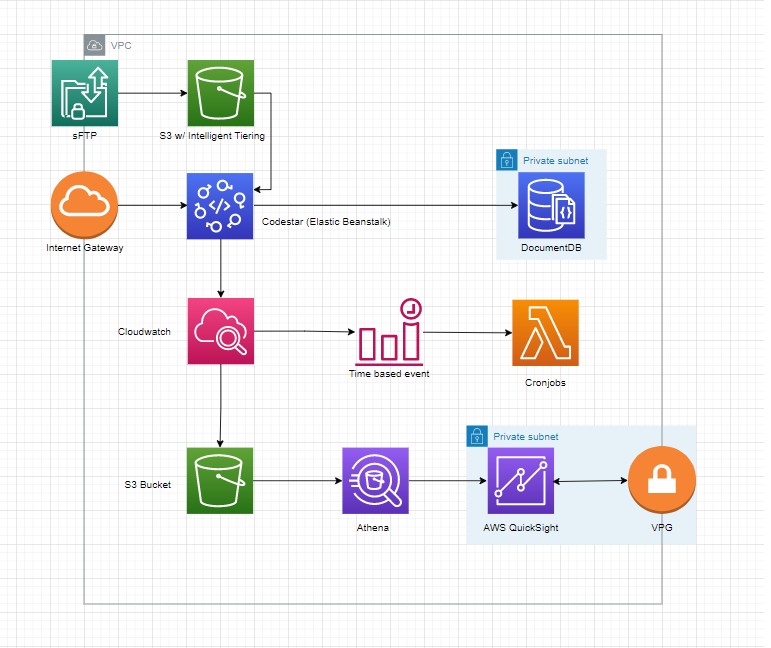 VPC
sFTP
S3 w/ Intelligent Tiering
Private subnet
Codestar (Elastic Beanstalk)
Internet Gateway
DocumentDB
Cloudwatch
Time based event
Cronjobs
Private subnet
S3 Bucket
Athena
AWS QuickSight
VPG